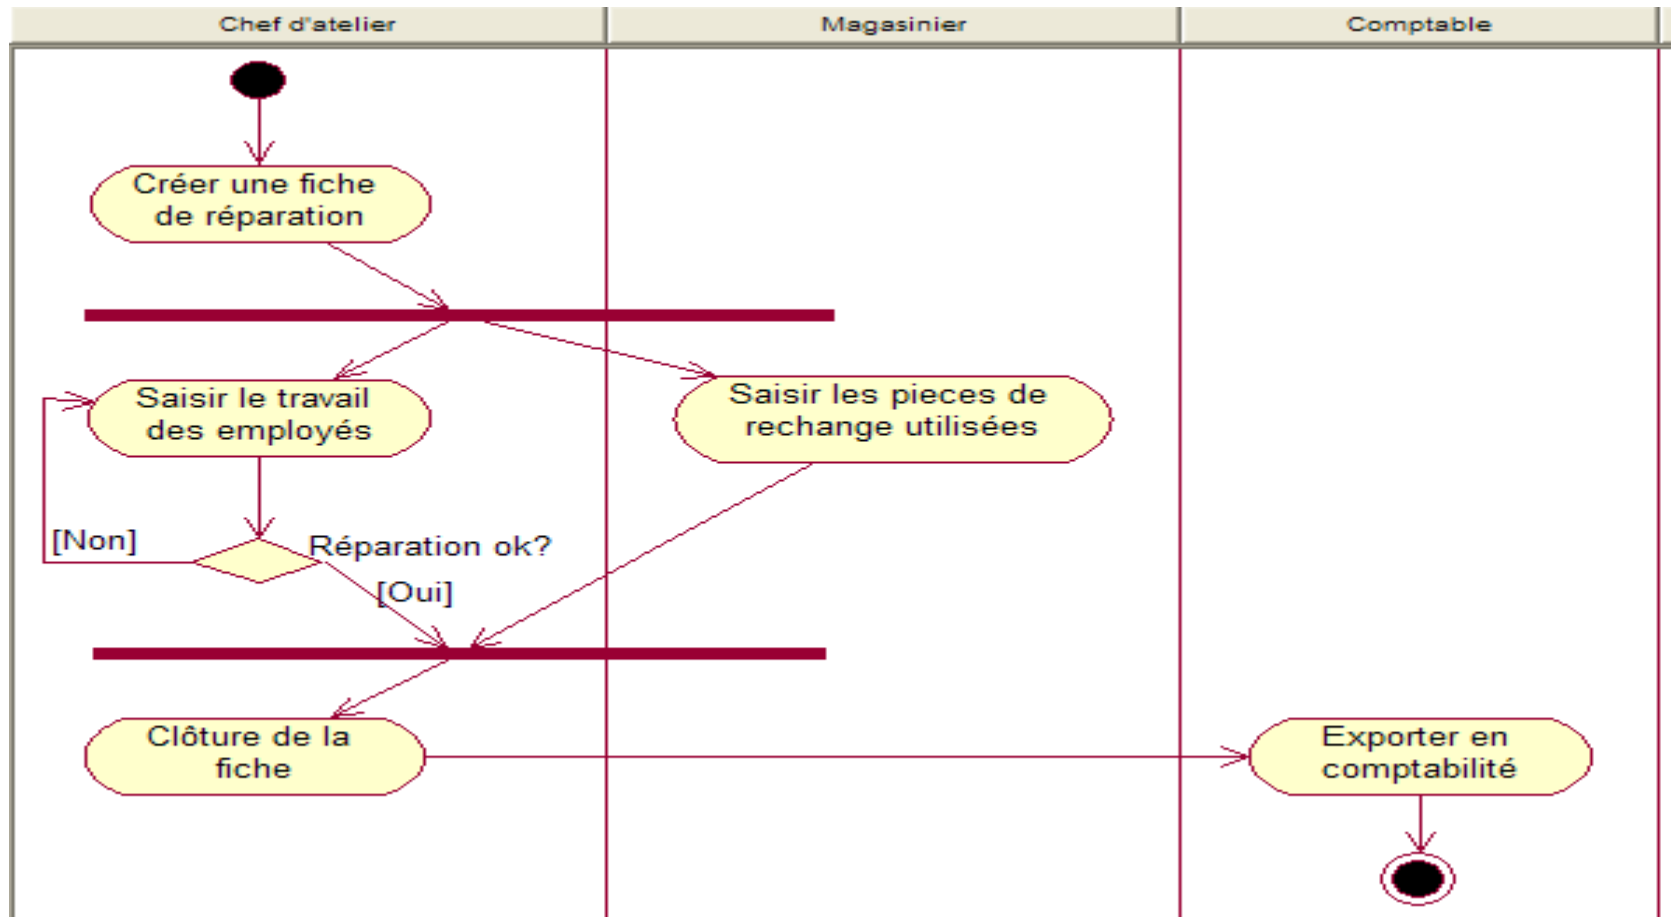 Chef d'atelier
Magasinier
Comptable
Créer une fiche
de réparation
Saisir le travail
des employés
Saisir les pieces de
rechange utilisées
[Non]
Réparation ok?
[Oui]
Clôture de la
fiche
Exporter en
comptabilité